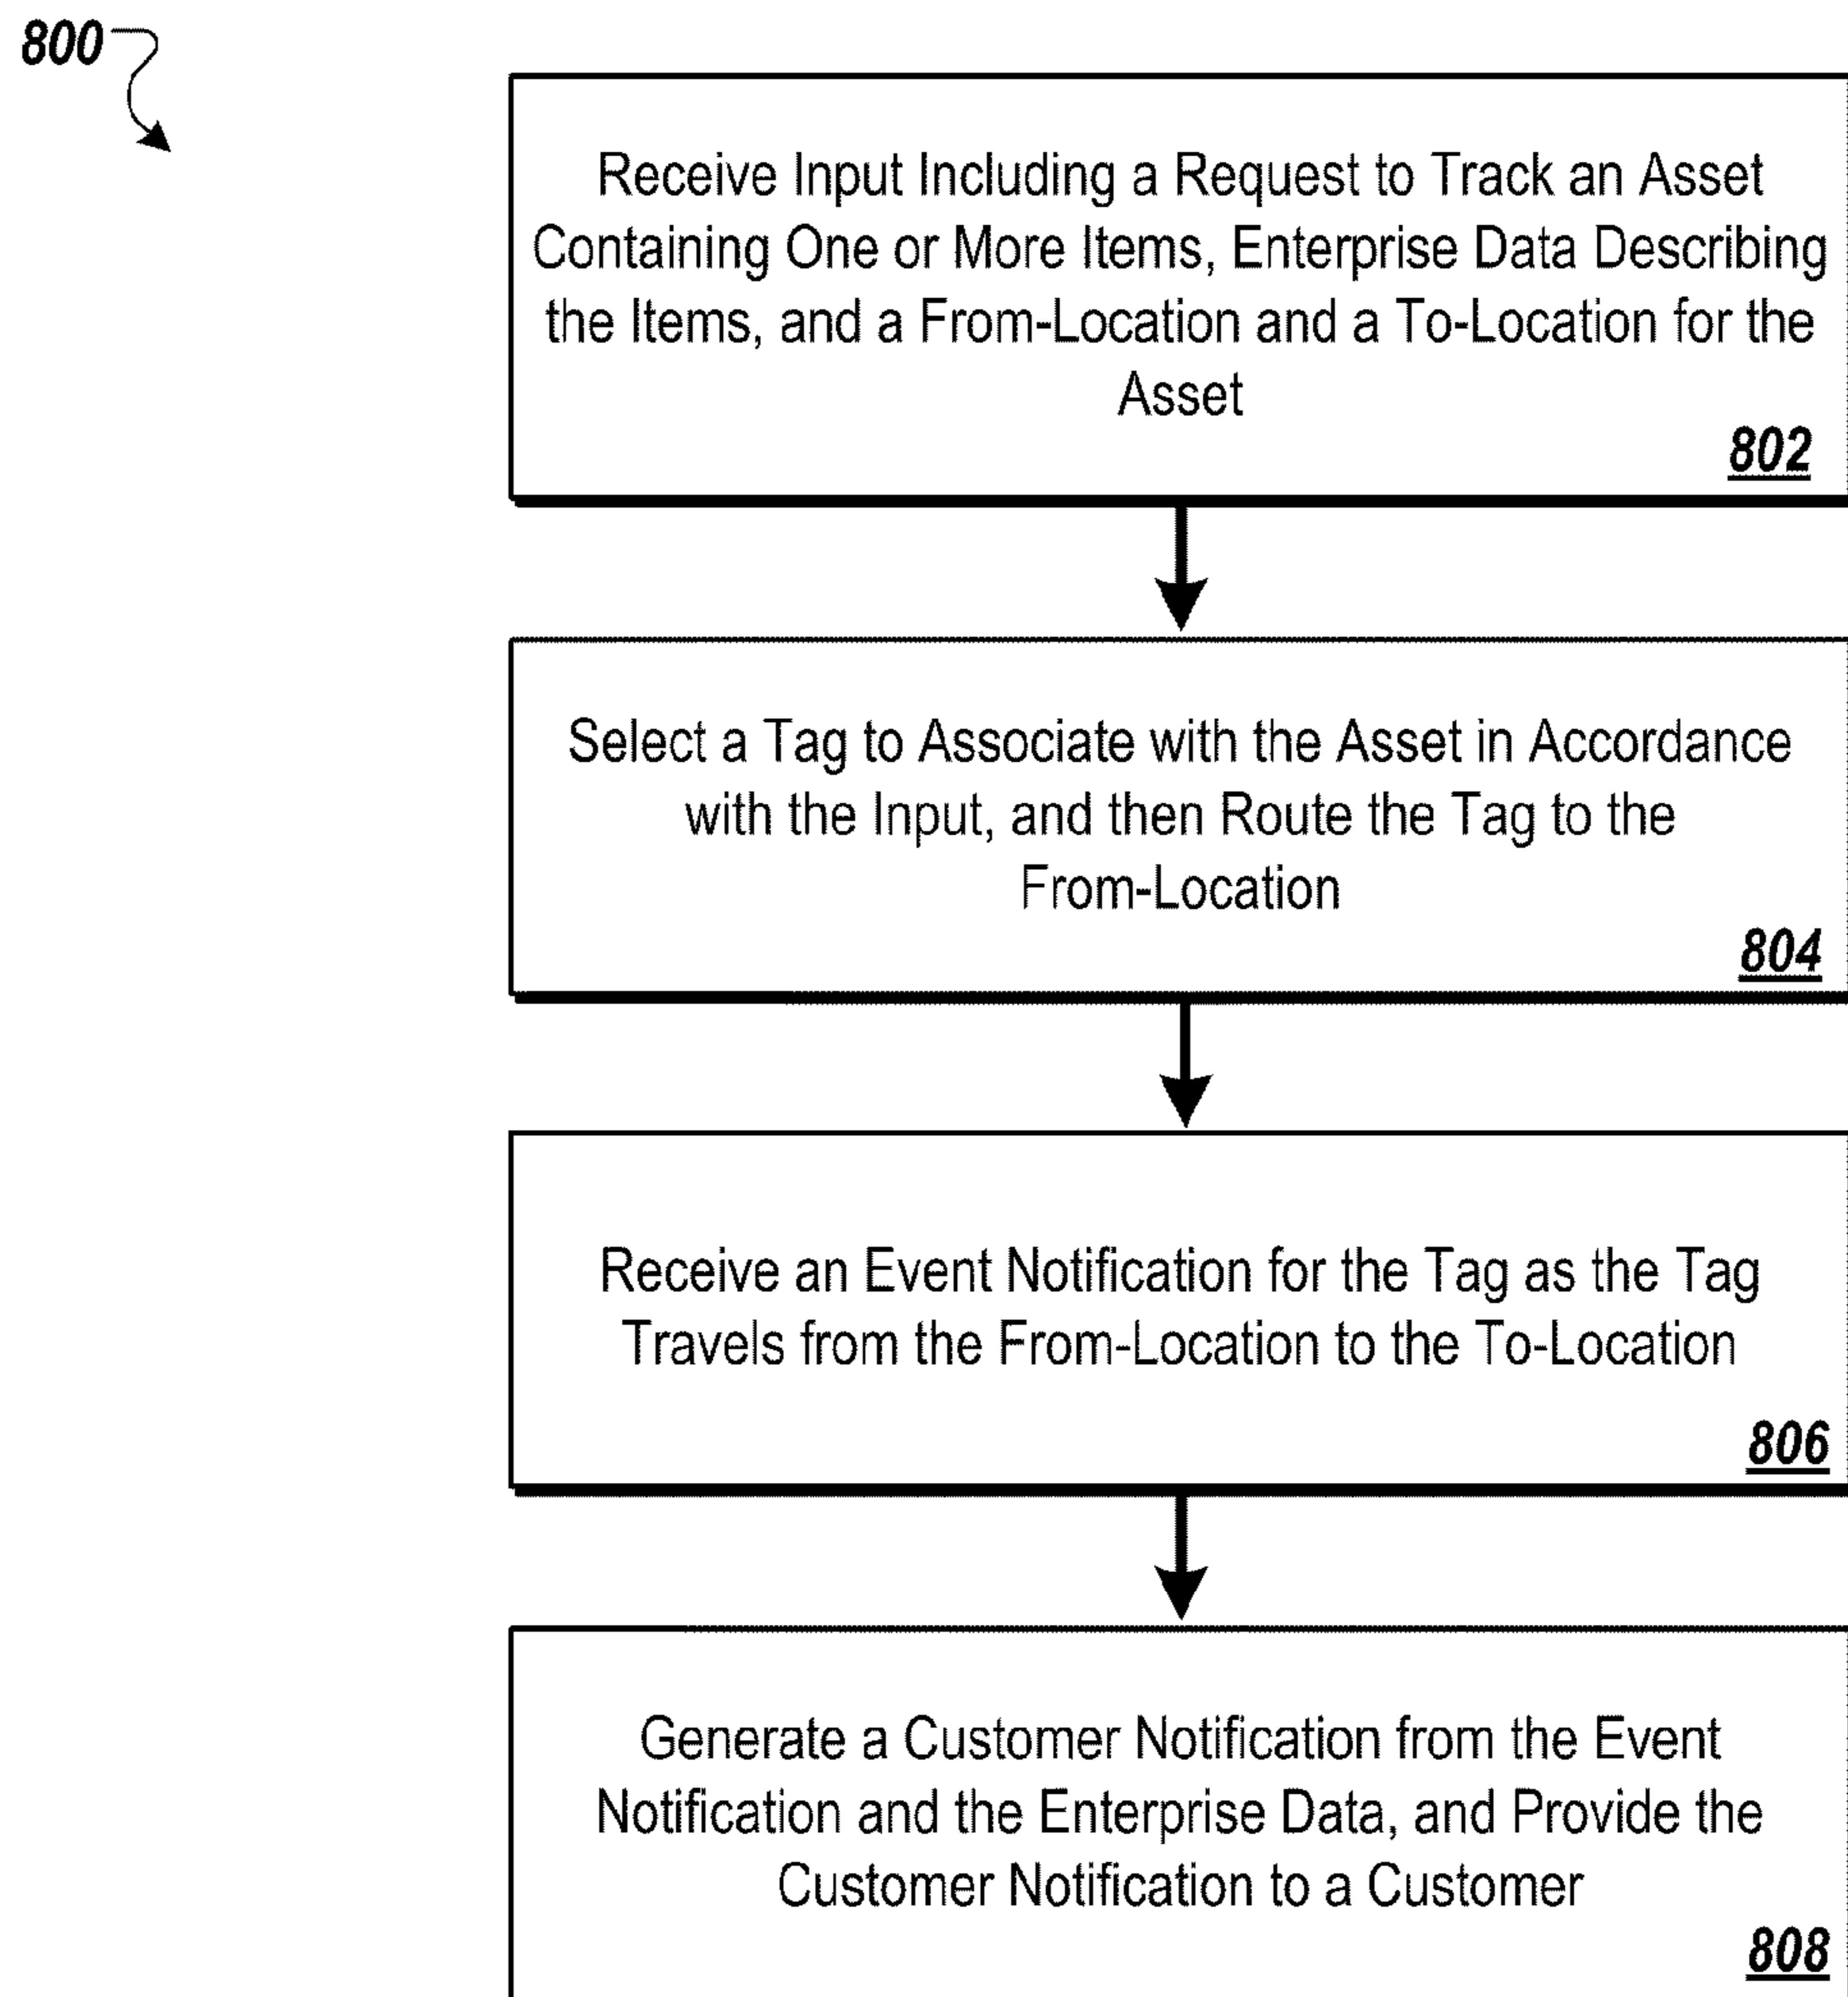 800
Receive Input Including a Request to Track an Asset
Containing One or More Items, Enterprise Data Describing
the Items, and a From-Location and a To-Location for the
Asset
802
Select a Tag to Associate with the Asset in Accordance
with the Input, and then Route the Tag to the
From-Location
804
Receive an Event Notification for the Tag as the Tag
Travels from the From-Location to the To-Location
806
Generate a Customer Notification from the Event
Notification and the Enterprise Data, and Provide the
Customer Notification to a Customer
808